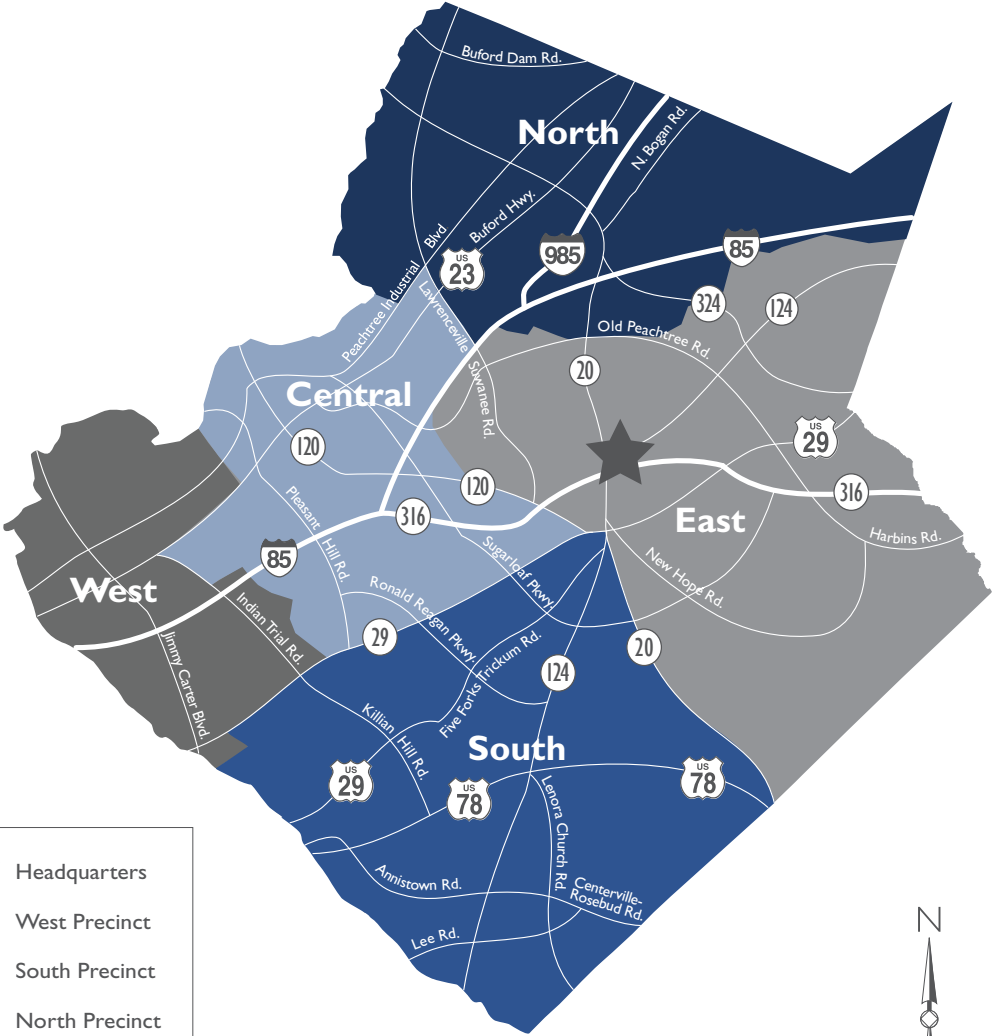 Buford Dam Rd.
North
N. Bogan Rd.
Buford Hwy.
Peachtree Industrial Blvd
US
23
985
85
Lawrenceville Suwanee Rd.
324
124
Old Peachtree Rd.
20
Central
US
29
120
120
316
316
East
Harbins Rd.
Pleasant Hill Rd.
85
Sugarloaf Pkwy.
New Hope Rd.
West
Ronald Reagan Pkwy.
Indian Trial Rd.
29
20
Jimmy Carter Blvd.
Five Forks Trickum Rd.
124
Killian Hill Rd.
South
US
29
US
78
US
78
Lenora Church Rd.
Annistown Rd.
Centerville-
Rosebud Rd.
Lee Rd.
Headquarters
West Precinct
South Precinct
North Precinct
N